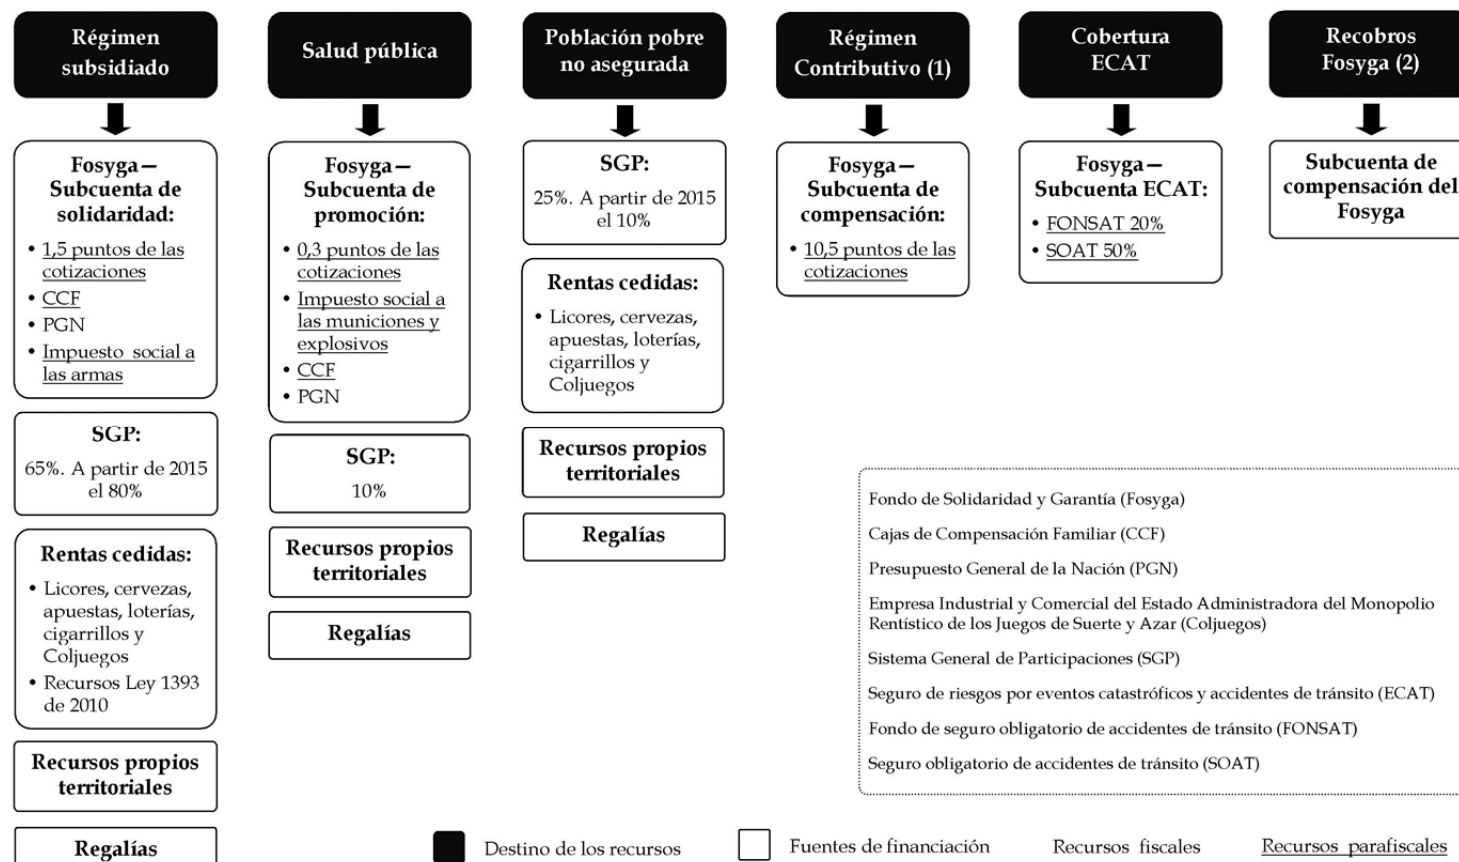 Régimen
subsidiado
Fosyga—
Subcuenta de
solidaridad:
• 1,5 puntos de las
cotizaciones
• CCF
• PGN
• Impuesto social a
las armas
SGP:
65%. A partir de 2015
el 80%
Rentas cedidas:
• Licores, cervezas,
apuestas, loterías,
cigarrillos y
Coljuegos
• Recursos Ley 1393
de 2010
Recursos propios
territoriales
Regalías
Salud pública
Fosyga—
Subcuenta de
promoción:
• 0,3 puntos de las
cotizaciones
• Impuesto social a
las municiones y
explosivos
• CCF
• PGN
SGP:
10%
Recursos propios
territoriales
Regalías
Población pobre
no asegurada
SGP:
25%. A partir de 2015
el 10%
Rentas cedidas:
• Licores, cervezas,
apuestas, loterías,
cigarrillos y
Coljuegos
Recursos propios
territoriales
Regalías
Régimen
Contributivo (1)
Fosyga—
Subcuenta de
compensación:
• 10,5 puntos de las
cotizaciones
Cobertura
ECAT
Fosyga—
Subcuenta ECAT:
• FONSAT 20%
• SOAT 50%
Recobros
Fosyga (2)
Subcuenta de
compensación del
Fosyga
Fondo de Solidaridad y Garantía (Fosyga)
Cajas de Compensación Familiar (CCF)
Presupuesto General de la Nación (PGN)
Empresa Industrial y Comercial del Estado Administradora del Monopolio
Rentístico de los Juegos de Suerte y Azar (Coljuegos)
Sistema General de Participaciones (SGP)
Seguro de riesgos por eventos catastróficos y accidentes de tránsito (ECAT)
Fondo de seguro obligatorio de accidentes de tránsito (FONSAT)
Seguro obligatorio de accidentes de tránsito (SOAT)
Destino de los recursos
Fuentes de financiación
Recursos fiscales
Recursos parafiscales